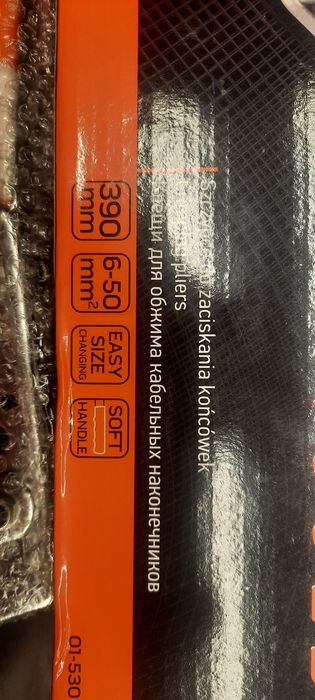 zaciskania końcówek
pliers
для обжима кабельных наконечников
390
mm
6-50
mm²
EASY
SIZE
CHANGING
SOFT
HANDLE
01-530